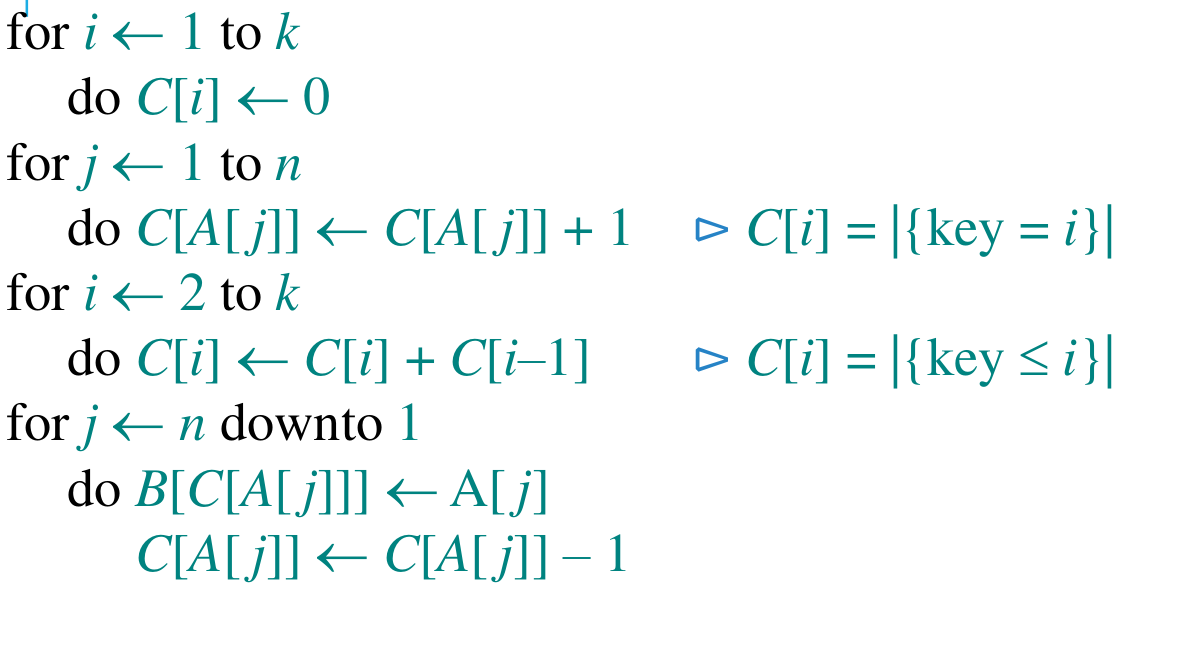 for i ← 1 to k
do C[i] ← 0
for j ← 1 to n
do C[A[j]] ← C[A[j]] + 1 ⊳ C[i] = |{key = i}|
for i ← 2 to k
do C[i] ← C[i] + C[i–1] ⊳ C[i] = |{key ≤ i}|
for j ← n downto 1
do B[C[A[j]]] ← A[j]
C[A[j]] ← C[A[j]] – 1